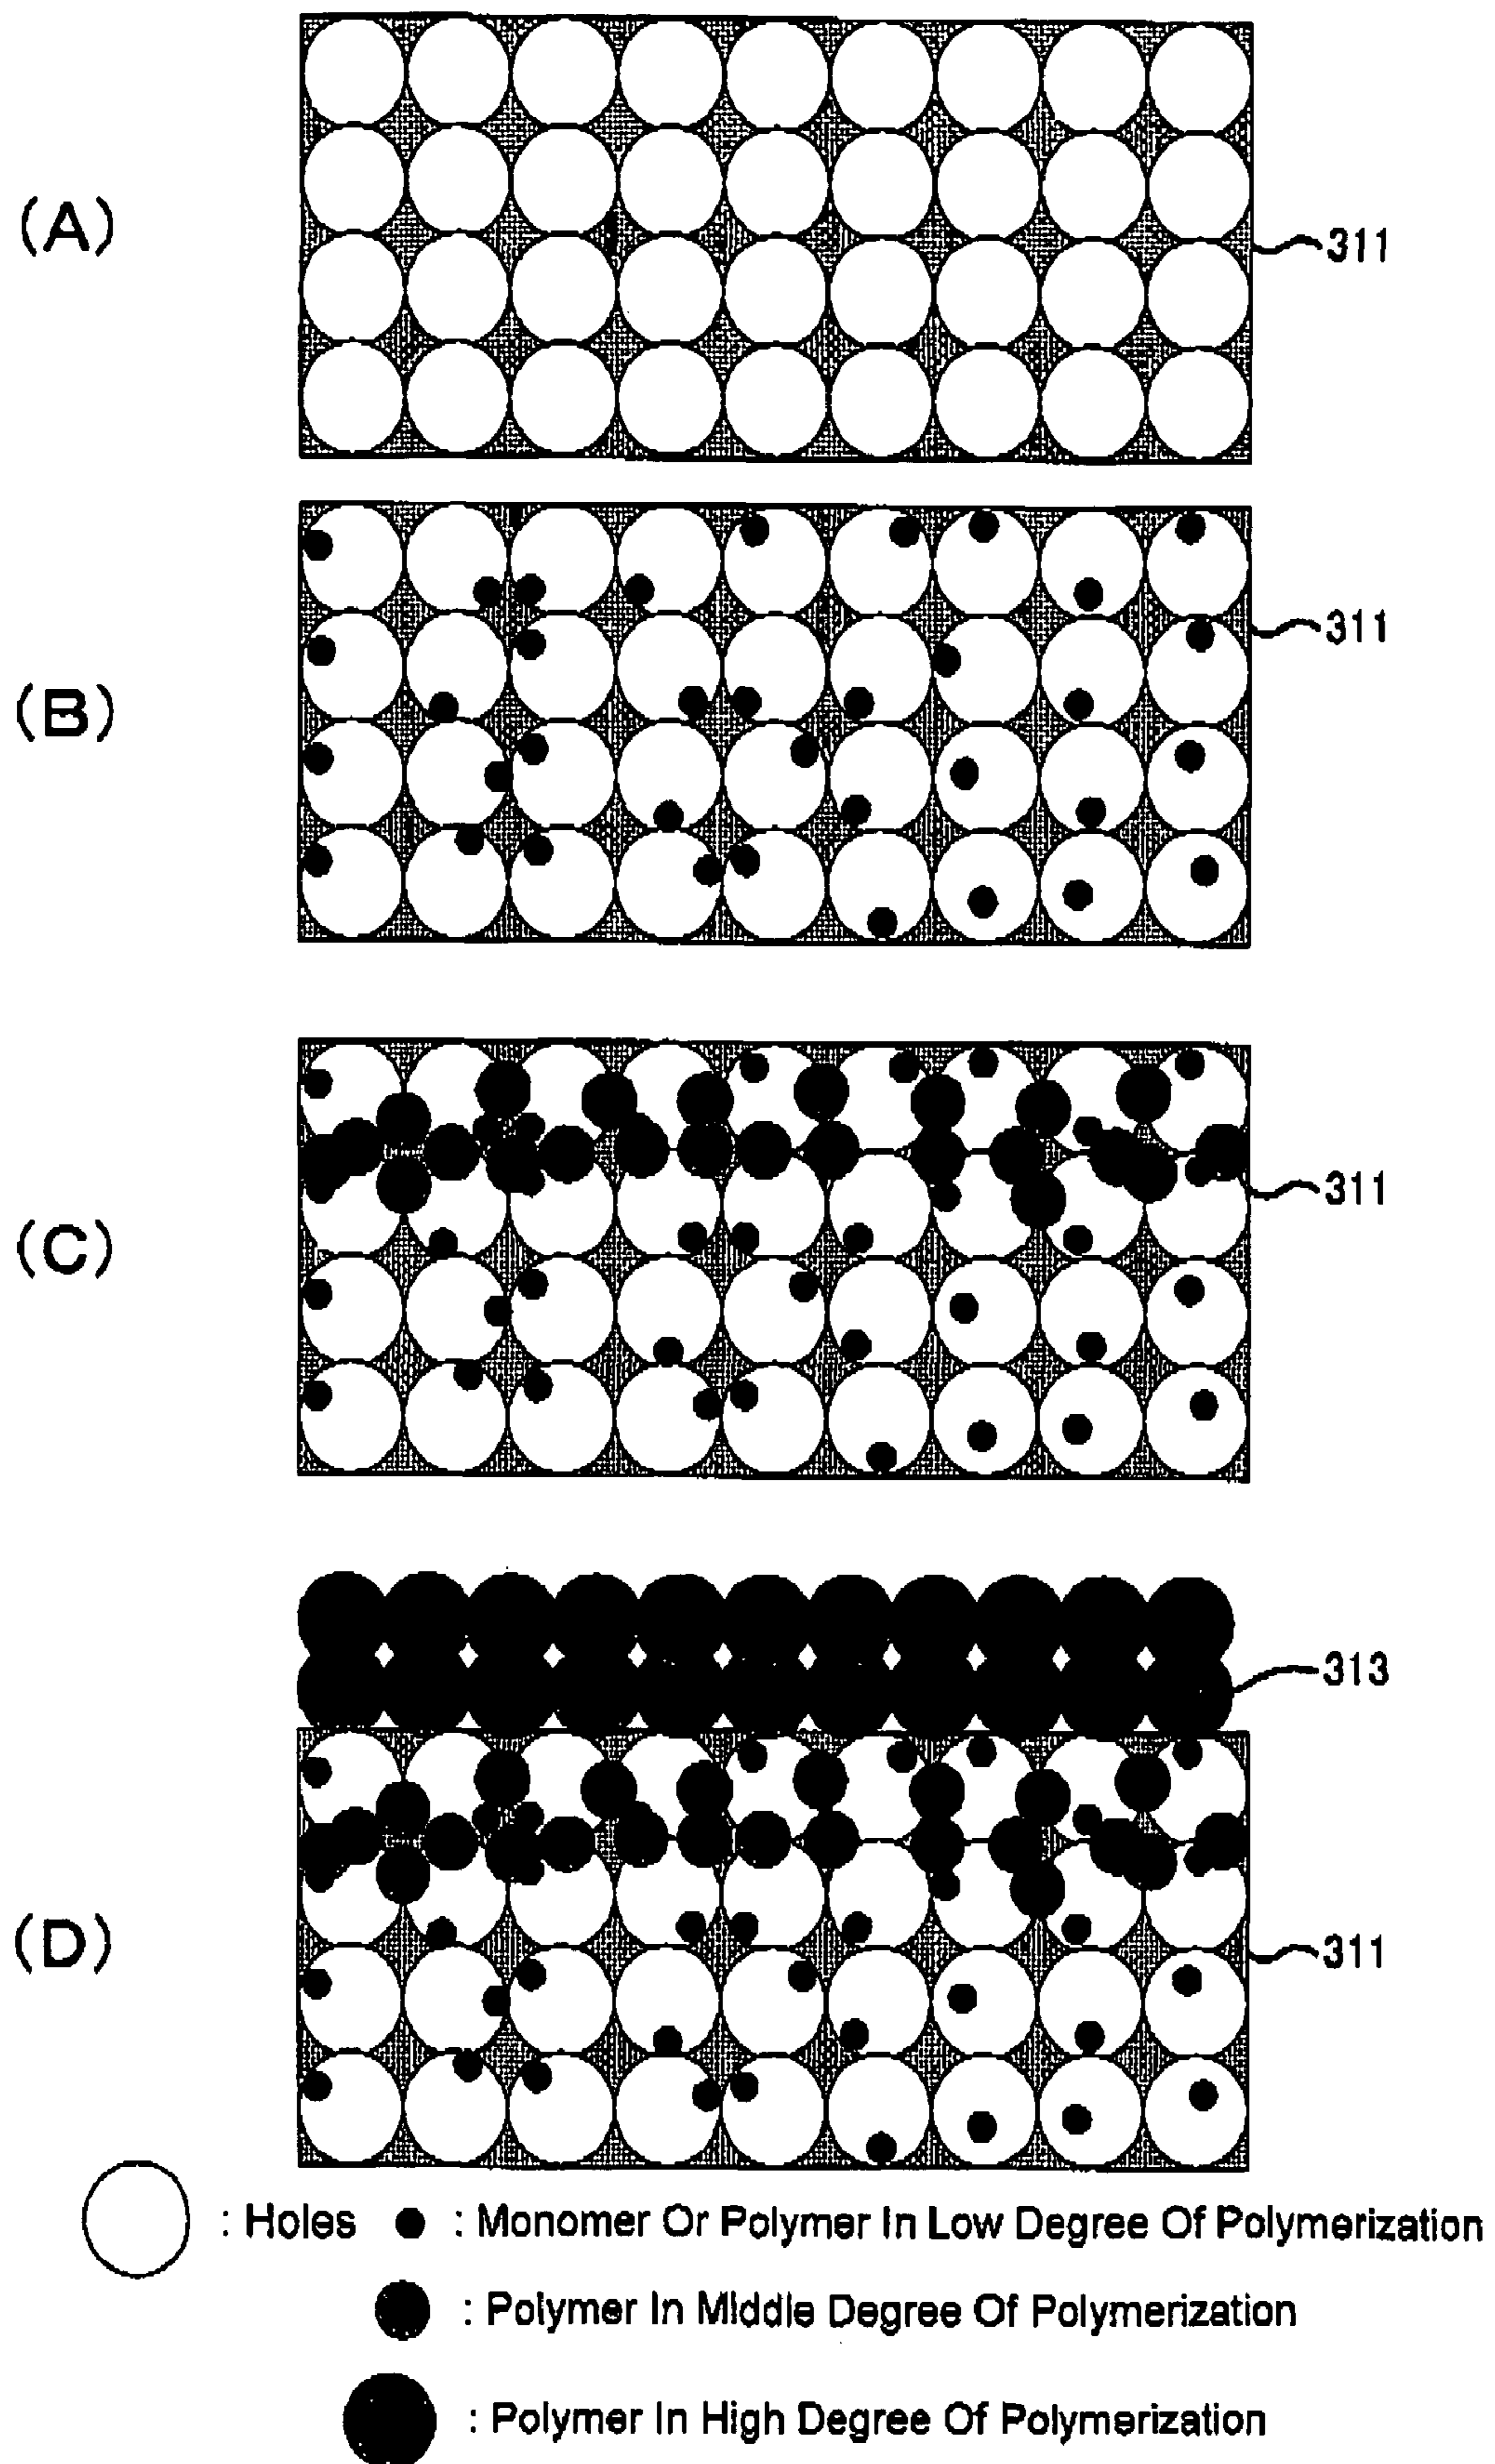 (A)
311
(B)
311
(C)
311
313
(D)
311
: Holes : Monomer Or Polymer In Low Degree Of Polymerization
: Polymer In Middle Degree Of Polymerization
: Polymer In High Degree Of Polymerization